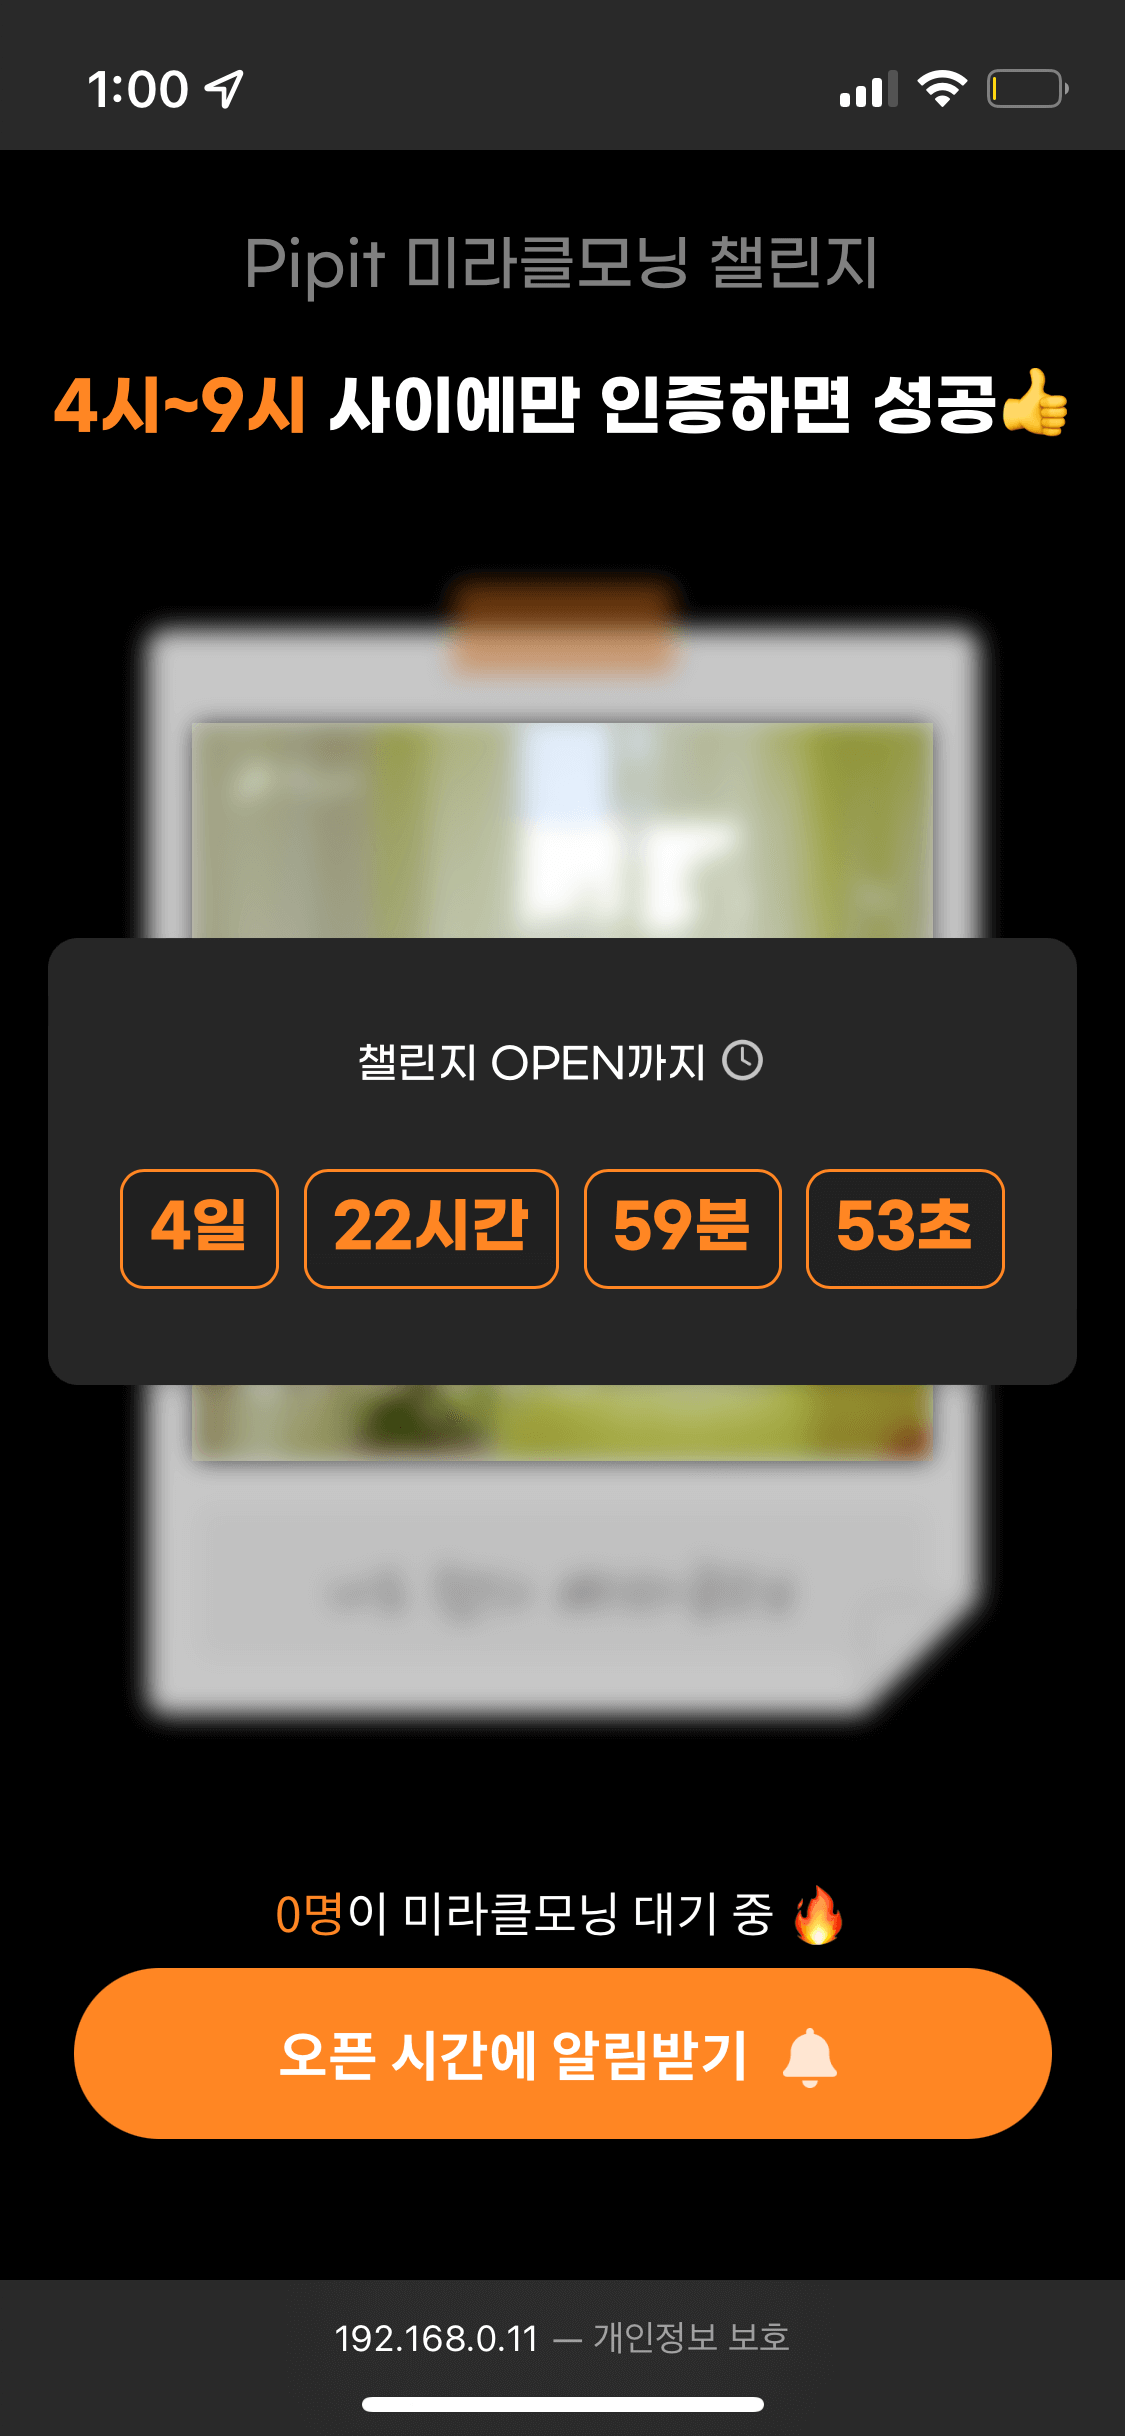 1:00
Pipit 미라클모닝 챌린지
4시~9시 사이에만 인증하면 성공👍
챌린지 OPEN까지
4일 22시간 59분 53초
0명이 미라클모닝 대기 중 🔥
오픈 시간에 알림받기
192.168.0.11 — 개인정보 보호